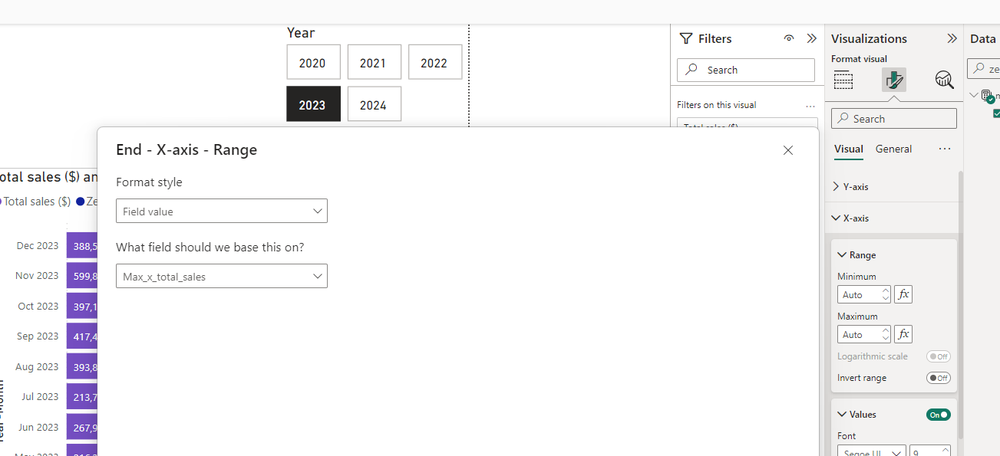 Year
2020
2021
2022
2023
2024
Filters
Search
Filters on this visual
...
Total sales ($)
Visualizations
Format visual
Search
Visual
General
...
Y-axis
X-axis
Range
Minimum
Auto
fx
Maximum
Auto
fx
Logarithmic scale
Off
Invert range
Off
Values
On
Font
Segoe UI
9
Data
ze
End - X-axis - Range
Format style
Field value
What field should we base this on?
Max_x_total_sales
otal sales ($) an
Total sales ($)
Ze
Dec 2023
388,5
Nov 2023
599,8
Oct 2023
397,1
Sep 2023
417,4
Aug 2023
393,8
Jul 2023
213,7
Jun 2023
267,9
May 2023